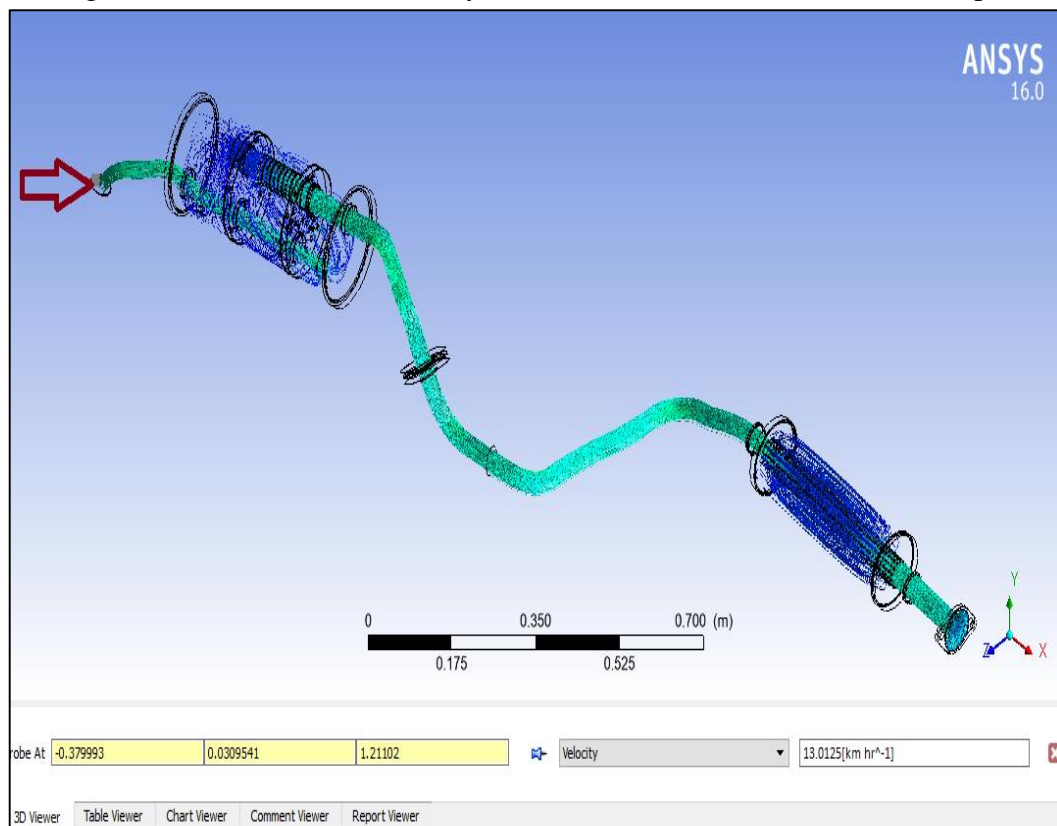 ANSYS
16.0
Y
Z X
0 0.350 0.700 (m)
0.175 0.525
robe At -0.379993 0.0309541 1.21102 Velocity 13.0125[km hr^-1]
3D Viewer Table Viewer Chart Viewer Comment Viewer Report Viewer